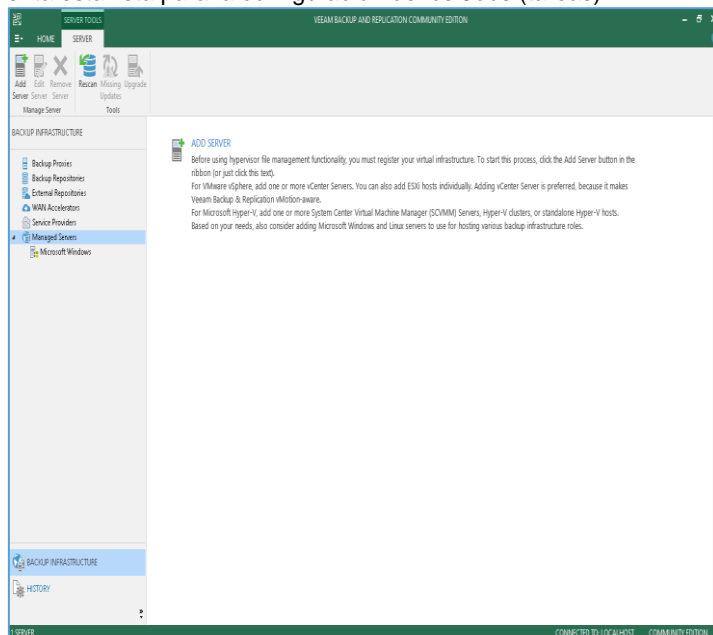 SERVER TOOLS
VEEAM BACKUP AND REPLICATION COMMUNITY EDITION
HOME
SERVER
Add Edit Remove Rescan Missing Upgrade
Server Server Server Updates
Manage Server Tools
BACKUP INFRASTRUCTURE
Backup Proxies
Backup Repositories
External Repositories
WAN Accelerators
Service Providers
Managed Servers
Microsoft Windows
ADD SERVER
Before using hypervisor file management functionality, you must register your virtual infrastructure. To start this process, click the Add Server button in the
ribbon (or just click this text).
For VMware vSphere, add one or more vCenter Servers. You can also add ESXi hosts individually. Adding vCenter Server is preferred, because it makes
Veeam Backup & Replication vMotion-aware.
For Microsoft Hyper-V, add one or more System Center Virtual Machine Manager (SCVMM) Servers, Hyper-V clusters, or standalone Hyper-V hosts.
Based on your needs, also consider adding Microsoft Windows and Linux servers to use for hosting various backup infrastructure roles.
BACKUP INFRASTRUCTURE
HISTORY
1 SERVER
CONNECTED TO: LOCALHOST COMMUNITY EDITION